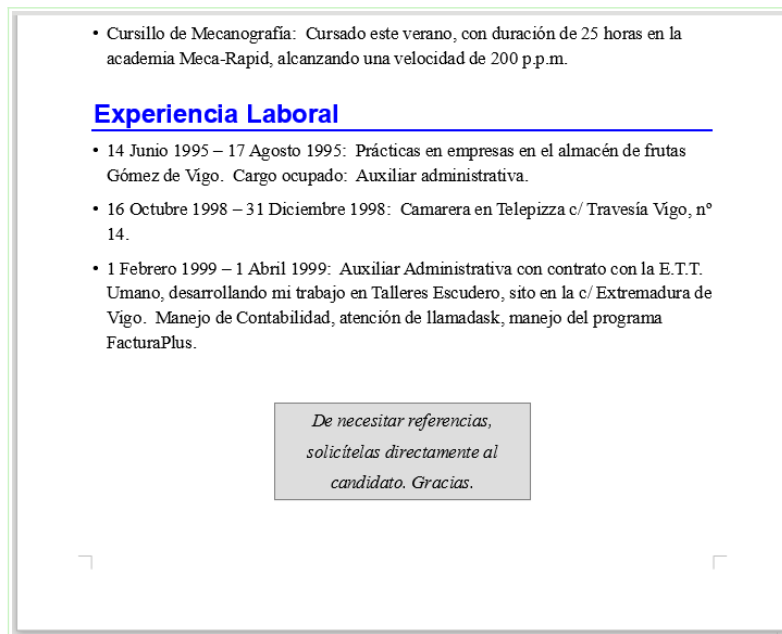 • Cursillo de Mecanografía:  Cursado este verano, con duración de 25 horas en la
academia Meca-Rapid, alcanzando una velocidad de 200 p.p.m.
Experiencia Laboral
• 14 Junio 1995 – 17 Agosto 1995:  Prácticas en empresas en el almacén de frutas
Gómez de Vigo.  Cargo ocupado:  Auxiliar administrativa.
• 16 Octubre 1998 – 31 Diciembre 1998:  Camarera en Telepizza c/ Travesía Vigo, nº
14.
• 1 Febrero 1999 – 1 Abril 1999:  Auxiliar Administrativa con contrato con la E.T.T.
Umano, desarrollando mi trabajo en Talleres Escudero, sito en la c/ Extremadura de
Vigo.  Manejo de Contabilidad, atención de llamadask, manejo del programa
FacturaPlus.
De necesitar referencias,
solicítelas directamente al
candidato. Gracias.